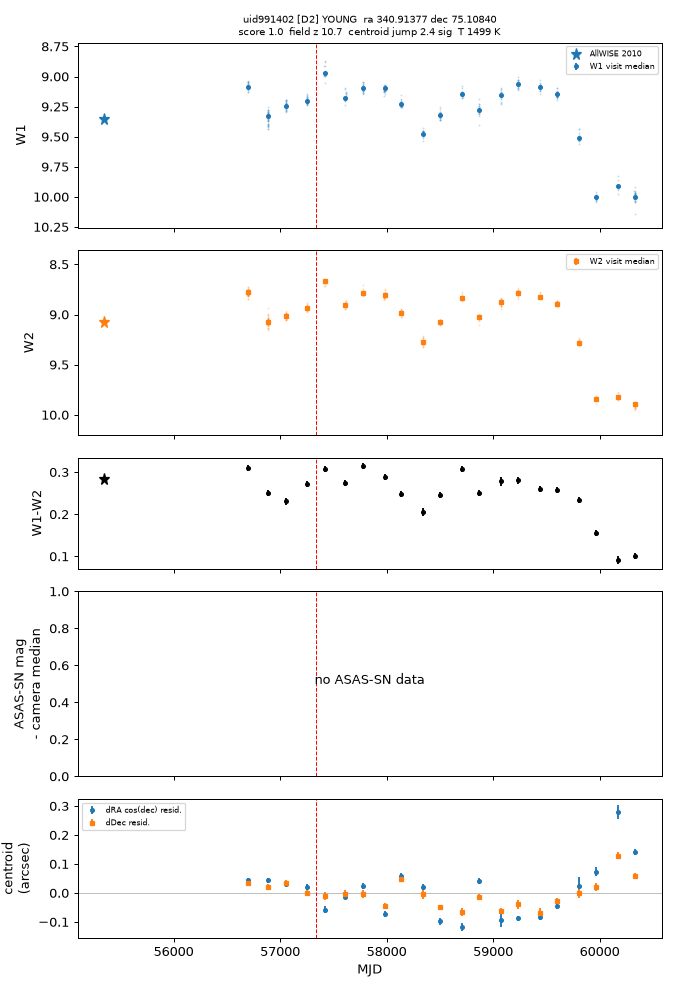 uid991402 [D2] YOUNG ra 340.91377 dec 75.10840
score 1.0 field z 10.7 centroid jump 2.4 sig T 1499 K
8.75
9.00
9.25
9.50
9.75
10.00
10.25
W1
AllWISE 2010
W1 visit median
8.5
9.0
9.5
10.0
W2
W2 visit median
0.3
0.2
0.1
W1-W2
1.0
0.8
0.6
0.4
0.2
0.0
ASAS-SN mag
- camera median
no ASAS-SN data
0.3
0.2
0.1
0.0
−0.1
centroid
(arcsec)
dRA cos(dec) resid.
dDec resid.
56000
57000
58000
59000
60000
MJD